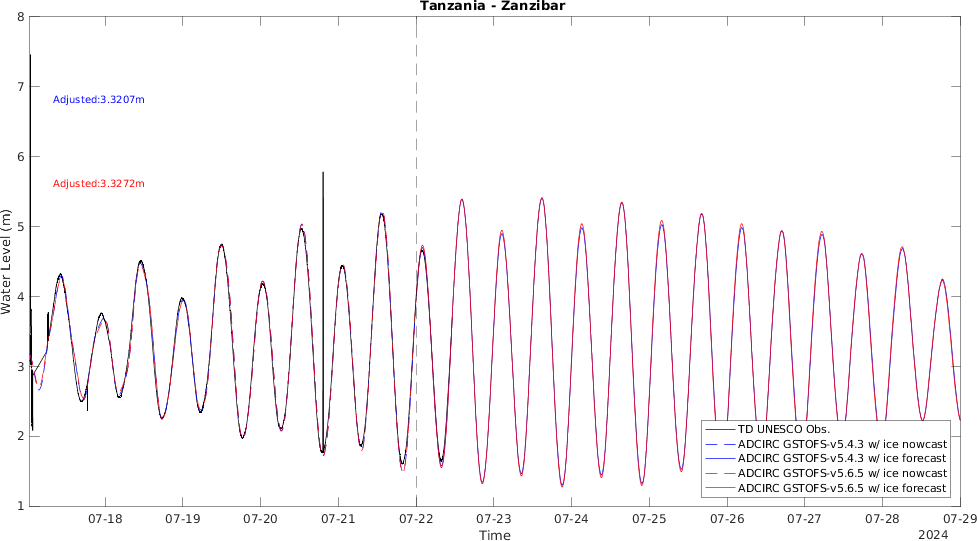 Tanzania - Zanzibar
8
7
6
5
4
3
2
1
Water Level (m)
Adjusted:3.3207m
Adjusted:3.3272m
TD UNESCO Obs.
ADCIRC GSTOFS-v5.4.3 w/ ice nowcast
ADCIRC GSTOFS-v5.4.3 w/ ice forecast
ADCIRC GSTOFS-v5.6.5 w/ ice nowcast
ADCIRC GSTOFS-v5.6.5 w/ ice forecast
07-18 07-19 07-20 07-21 07-22 07-23 07-24 07-25 07-26 07-27 07-28 07-29
Time
2024